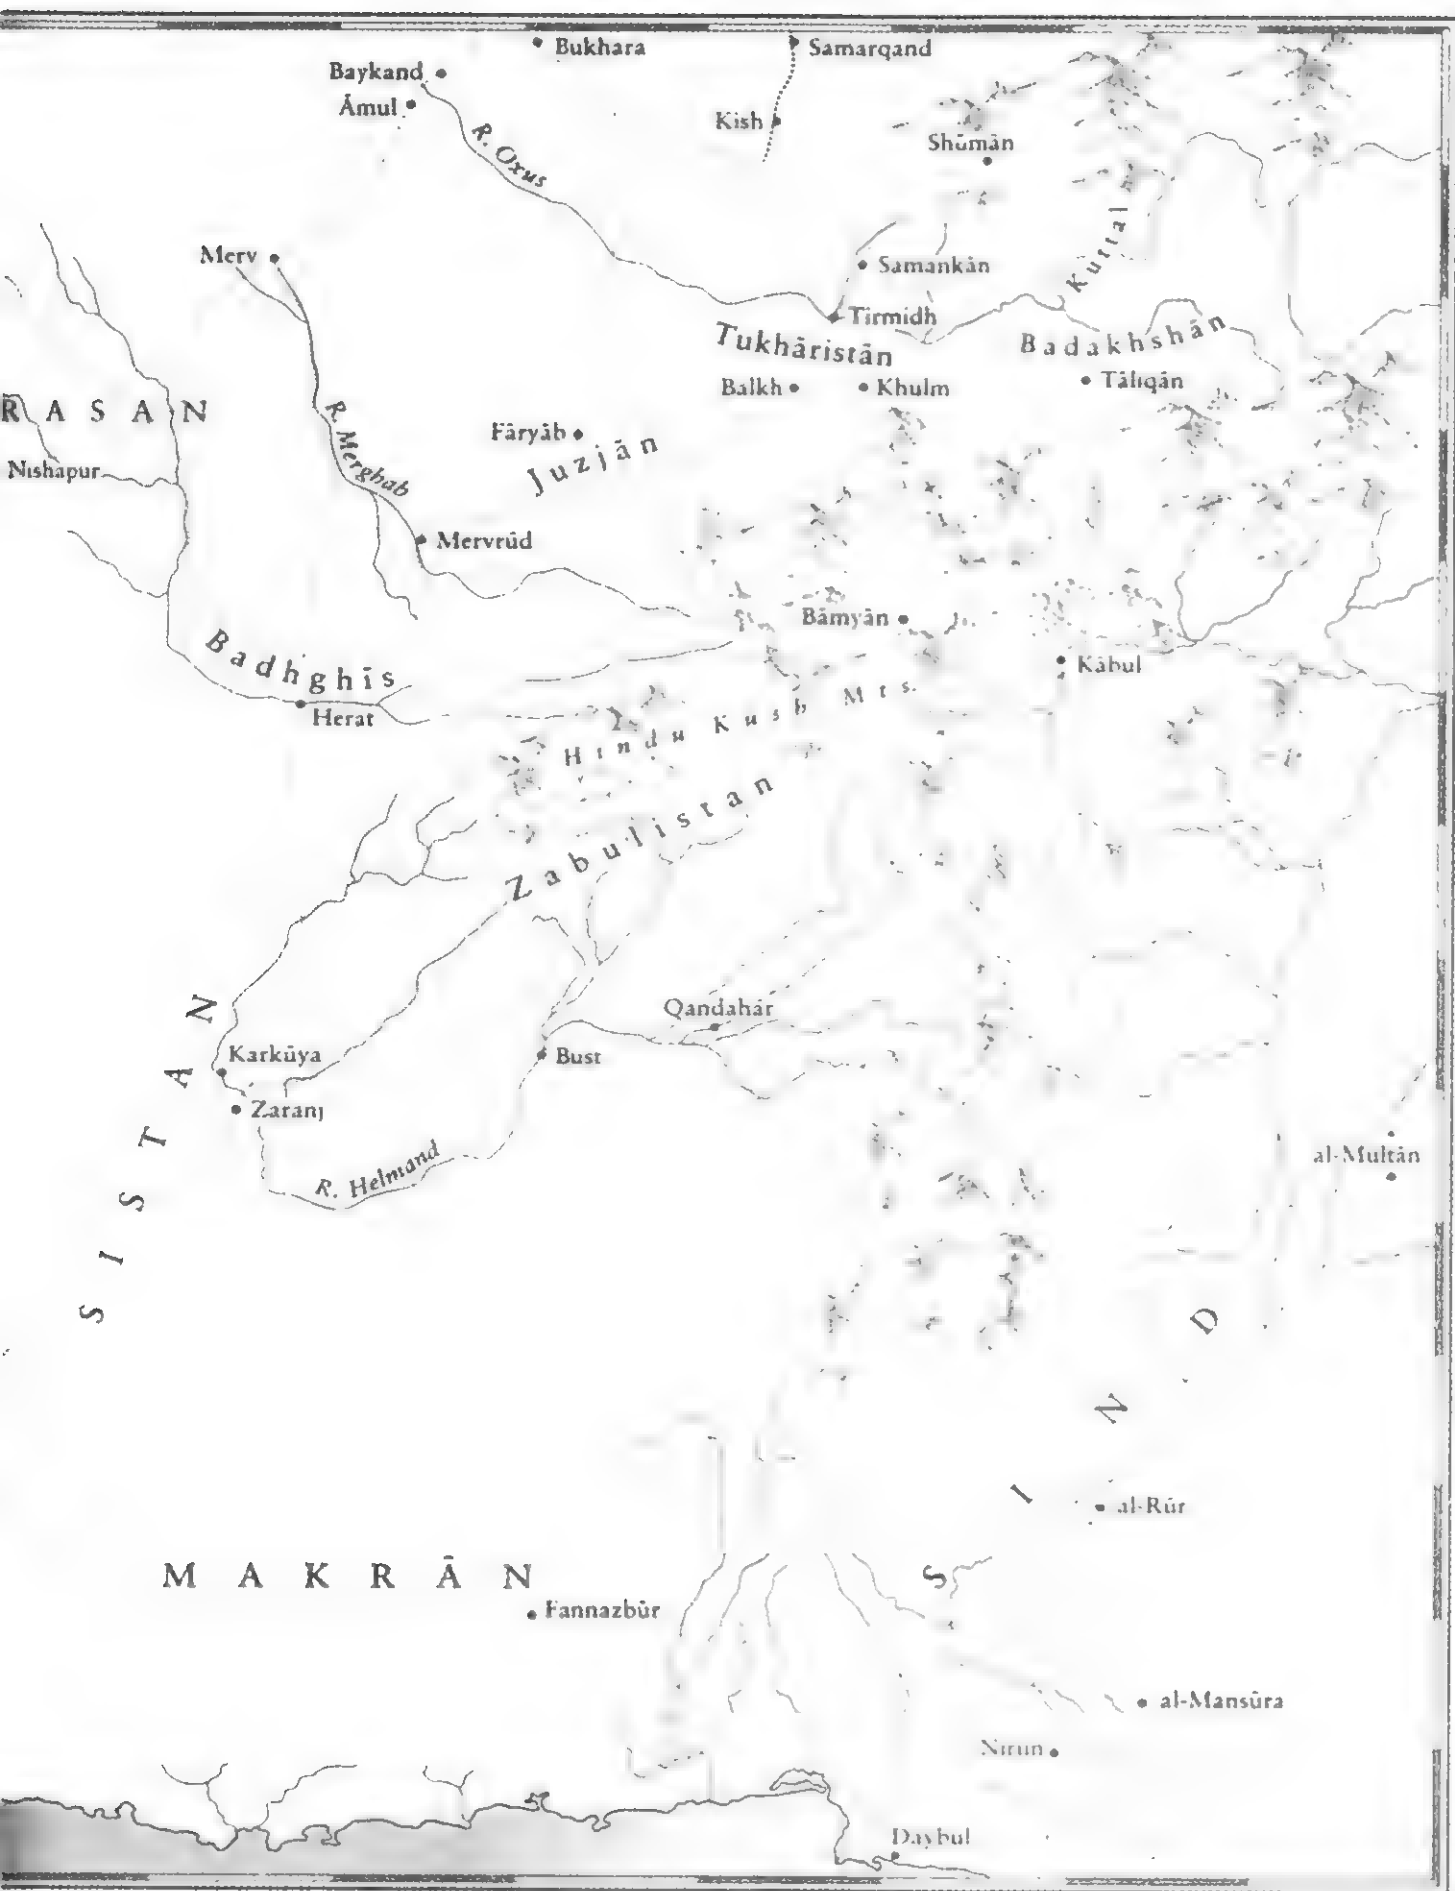 Bukhara
Samarqand
Baykand
Āmul
Kish
R. Oxus
Shūmān
Kuttal
Merv
Samankān
Tirmidh
Tukhāristān
Badakhshān
Balkh
Khulm
Tāliqān
RASAN
R. Merghab
Fāryāb
Juzjān
Nishapur
Mervrūd
Bāmyān
Kābul
Badhghīs
Herat
Hindu Kush Mts.
Zabulistan
SISTAN
Qandahār
Karkūya
Bust
Zaranj
al-Multān
R. Helmand
SIND
al-Rūr
MAKRĀN
Fannazbūr
al-Mansūra
Nirun
Daybul